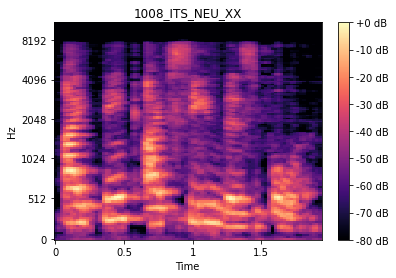 1008_ITS_NEU_XX
+0 dB
8192
-10 dB
4096
-20 dB
-30 dB
2048
Hz
-40 dB
1024
-50 dB
512
-60 dB
-70 dB
0
-80 dB
0 0.5 1 1.5
Time